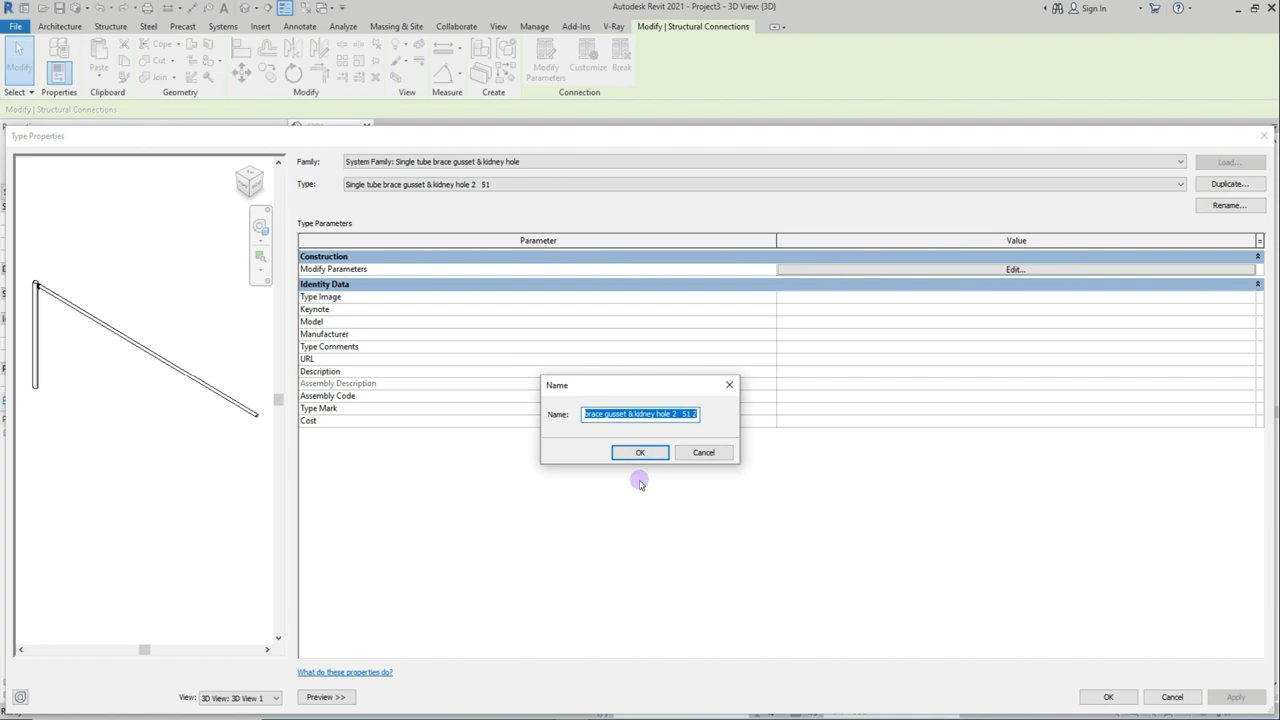 Autodesk Revit 2021 - Project3 - 3D View: {3D}
Sign In
File Architecture Structure Steel Precast Systems Insert Annotate Analyze Massing & Site Collaborate View Manage Add-Ins V-Ray Modify | Structural Connections
Modify
Paste
Cope
Cut
Join
Modify Parameters
Customize
Break
Select Properties Clipboard Geometry Modify View Measure Create Connection
Modify | Structural Connections
Type Properties
Family: System Family: Single tube brace gusset & kidney hole Load...
Type: Single tube brace gusset & kidney hole 2 51 Duplicate...
Rename...
Type Parameters
Parameter Value =
Construction
Modify Parameters Edit...
Identity Data
Type Image
Keynote
Model
Manufacturer
Type Comments
URL
Description
Assembly Description
Assembly Code
Type Mark
Cost
Name
Name: brace gusset & kidney hole 2 51 2
OK Cancel
What do these properties do?
View: 3D View: 3D View 1 Preview >> OK Cancel Apply